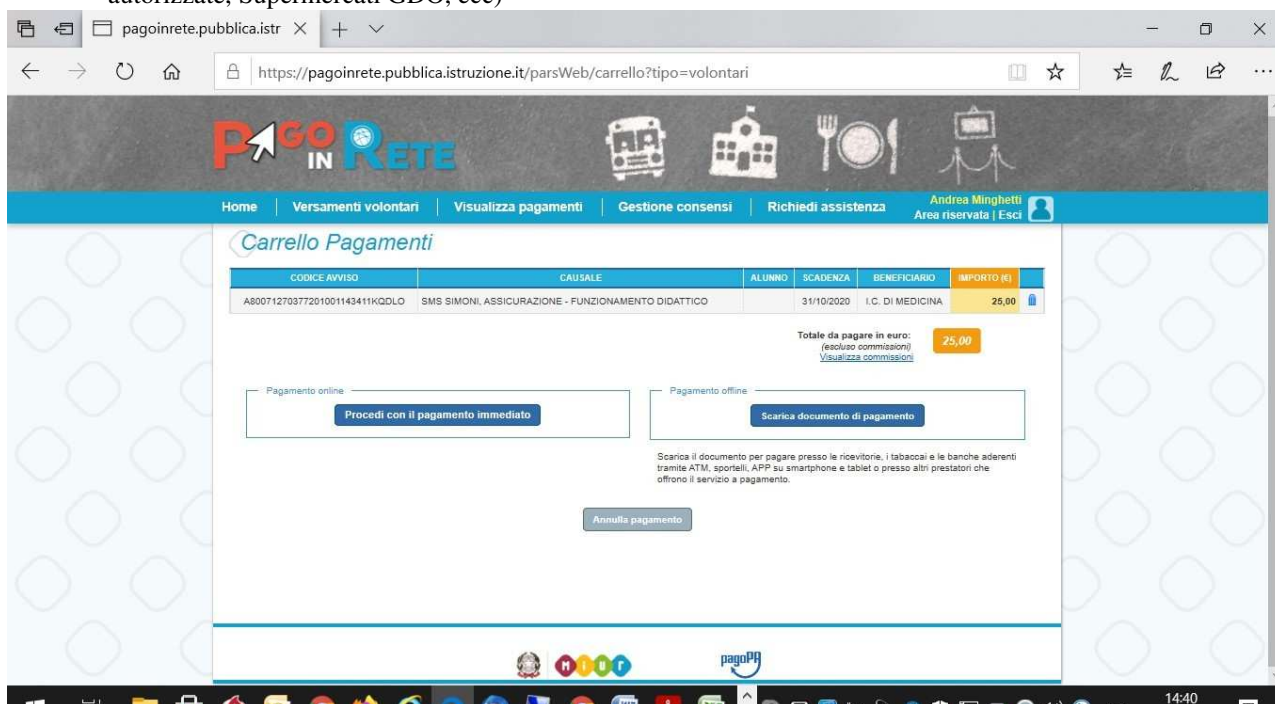 autorizzate, Supermercati GDO, ecc)
pagoinrete.pubblica.istr
https://pagoinrete.pubblica.istruzione.it/parsWeb/carrello?tipo=volontari
PAGO IN RETE
Home | Versamenti volontari | Visualizza pagamenti | Gestione consensi | Richiedi assistenza
Andrea Minghetti
Area riservata | Esci
Carrello Pagamenti
CODICE AVVISO CAUSALE ALUNNO SCADENZA BENEFICIARIO IMPORTO (€)
A80071270377201001143411KQDLO SMS SIMONI, ASSICURAZIONE - FUNZIONAMENTO DIDATTICO 31/10/2020 I.C. DI MEDICINA 25,00
Totale da pagare in euro: 25,00
(escluso commissioni)
Visualizza commissioni
Pagamento online
Procedi con il pagamento immediato
Pagamento offline
Scarica documento di pagamento
Scarica il documento per pagare presso le ricevitorie, i tabaccai e le banche aderenti
tramite ATM, sportelli, APP su smartphone e tablet o presso altri prestatori che
offrono il servizio a pagamento.
Annulla pagamento
miur
pagoPA
14:40